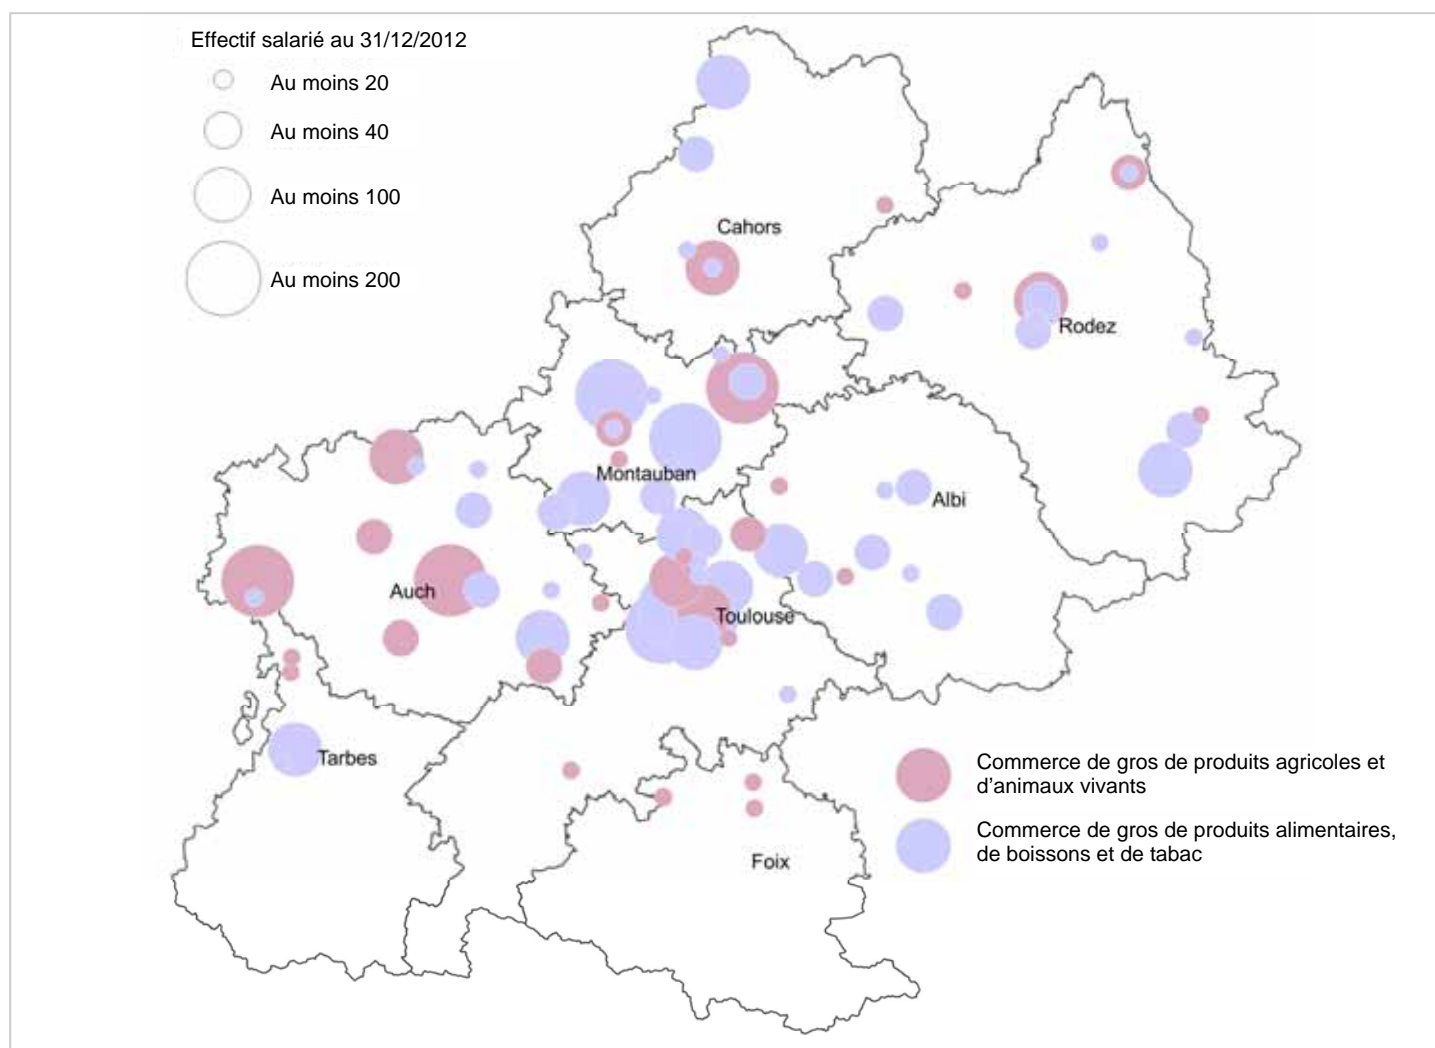 Effectif salarié au 31/12/2012
Au moins 20
Au moins 40
Au moins 100
Au moins 200
Cahors
Rodez
Montauban
Albi
Auch
Toulouse
Tarbes
Foix
Commerce de gros de produits agricoles et
d'animaux vivants
Commerce de gros de produits alimentaires,
de boissons et de tabac